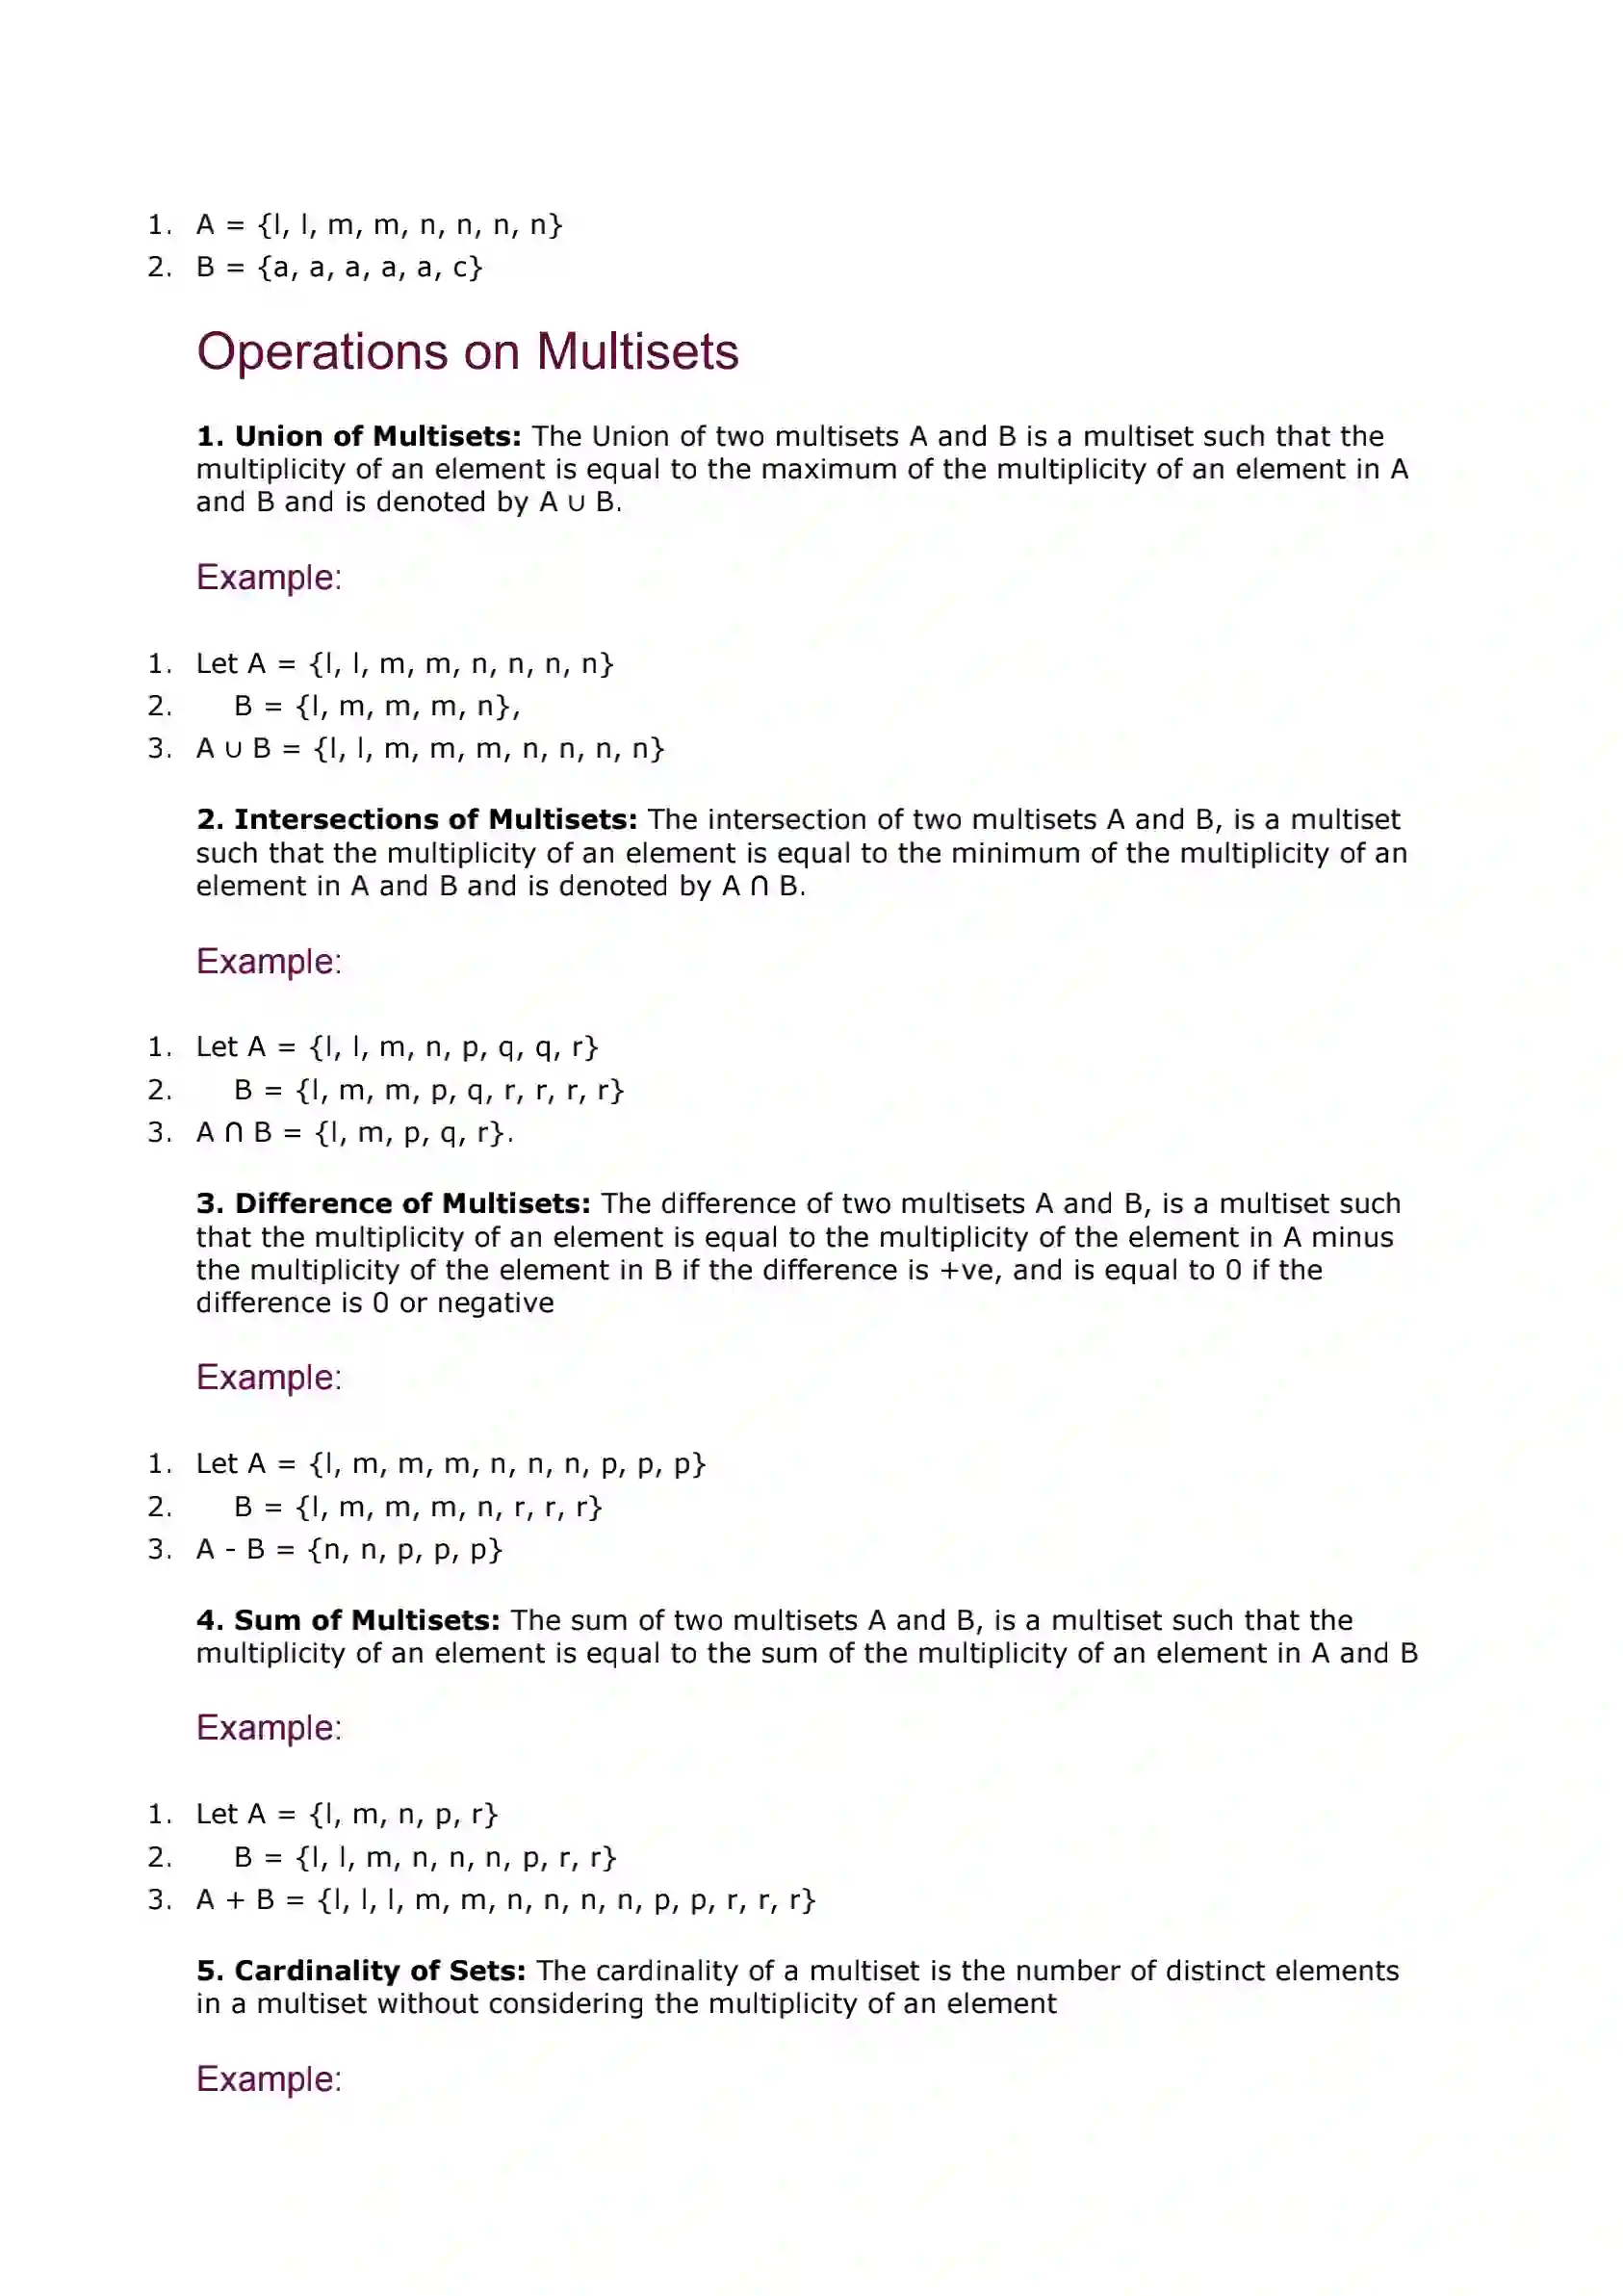 1. A = {l, l, m, m, n, n, n, n}
2. B = {a, a, a, a, a, c}
Operations on Multisets
1. Union of Multisets: The Union of two multisets A and B is a multiset such that the
multiplicity of an element is equal to the maximum of the multiplicity of an element in A
and B and is denoted by A ∪ B.
Example:
1. Let A = {l, l, m, m, n, n, n, n}
2. B = {l, m, m, m, n},
3. A ∪ B = {l, l, m, m, m, n, n, n, n}
2. Intersections of Multisets: The intersection of two multisets A and B, is a multiset
such that the multiplicity of an element is equal to the minimum of the multiplicity of an
element in A and B and is denoted by A ∩ B.
Example:
1. Let A = {l, l, m, n, p, q, q, r}
2. B = {l, m, m, p, q, r, r, r, r}
3. A ∩ B = {l, m, p, q, r}.
3. Difference of Multisets: The difference of two multisets A and B, is a multiset such
that the multiplicity of an element is equal to the multiplicity of the element in A minus
the multiplicity of the element in B if the difference is +ve, and is equal to 0 if the
difference is 0 or negative
Example:
1. Let A = {l, m, m, m, n, n, n, p, p, p}
2. B = {l, m, m, m, n, r, r, r}
3. A - B = {n, n, p, p, p}
4. Sum of Multisets: The sum of two multisets A and B, is a multiset such that the
multiplicity of an element is equal to the sum of the multiplicity of an element in A and B
Example:
1. Let A = {l, m, n, p, r}
2. B = {l, l, m, n, n, n, p, r, r}
3. A + B = {l, l, l, m, m, n, n, n, n, p, p, r, r, r}
5. Cardinality of Sets: The cardinality of a multiset is the number of distinct elements
in a multiset without considering the multiplicity of an element
Example: